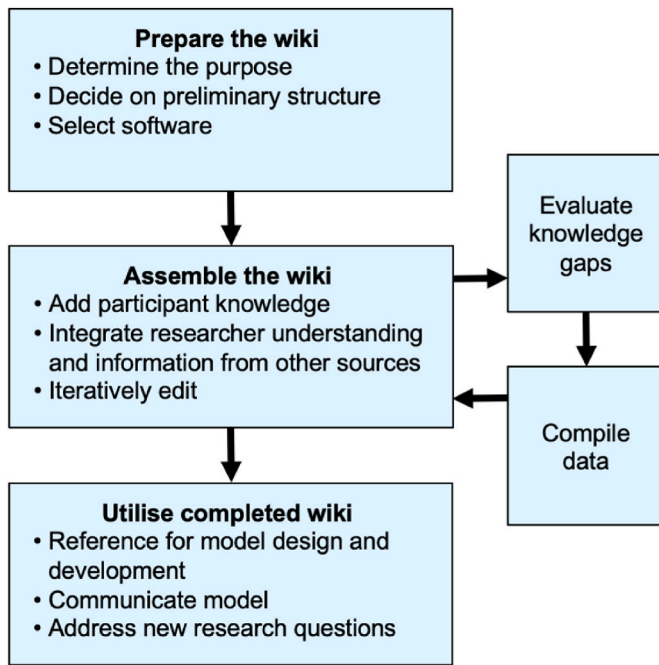 Prepare the wiki
• Determine the purpose
• Decide on preliminary structure
• Select software
Evaluate
knowledge
gaps
Assemble the wiki
• Add participant knowledge
• Integrate researcher understanding
and information from other sources
• Iteratively edit
Compile
data
Utilise completed wiki
• Reference for model design and
development
• Communicate model
• Address new research questions